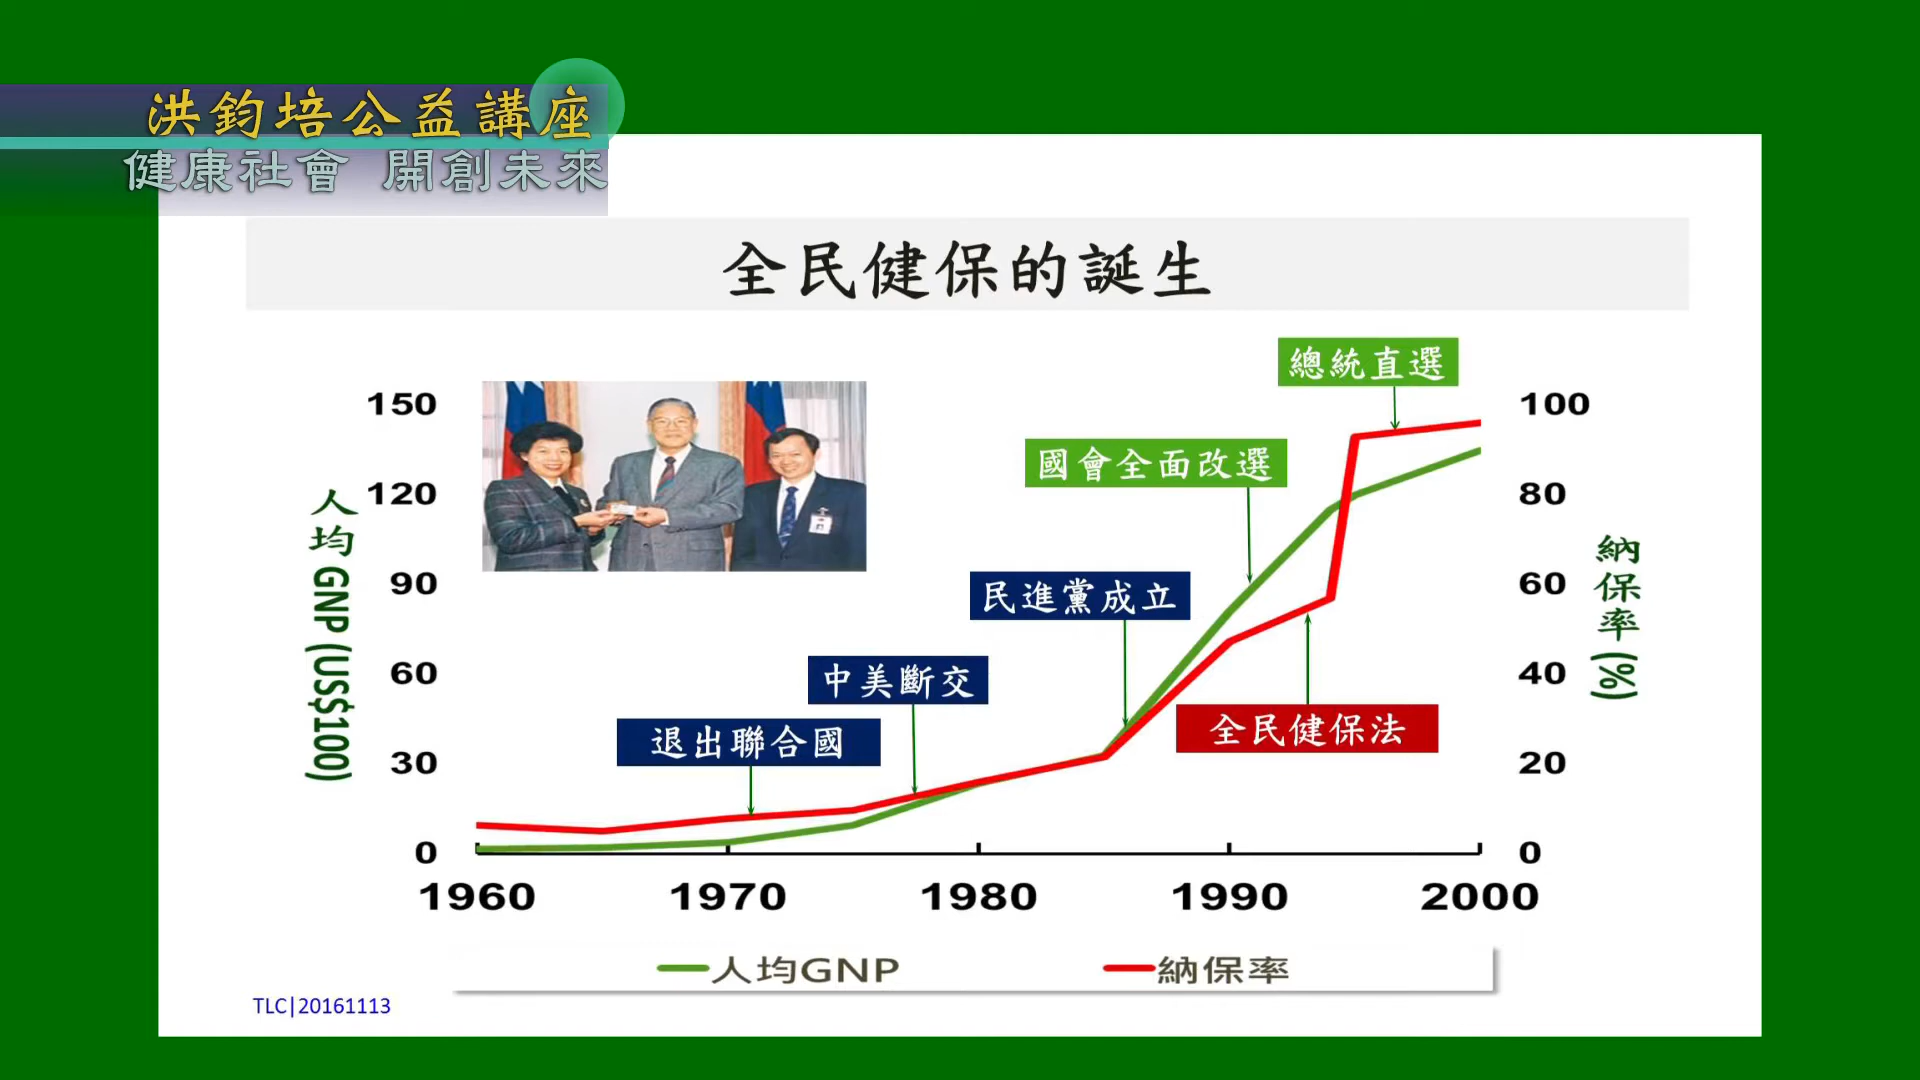 洪鈞培公益講座
健康社會 開創未來
全民健保的誕生
總統直選
150
100
國會全面改選
120
80
人均 GNP (US$100)
納保率 (%)
90
60
民進黨成立
中美斷交
60
40
退出聯合國
全民健保法
30
20
0
0
1960 1970 1980 1990 2000
人均GNP 納保率
TLC|20161113